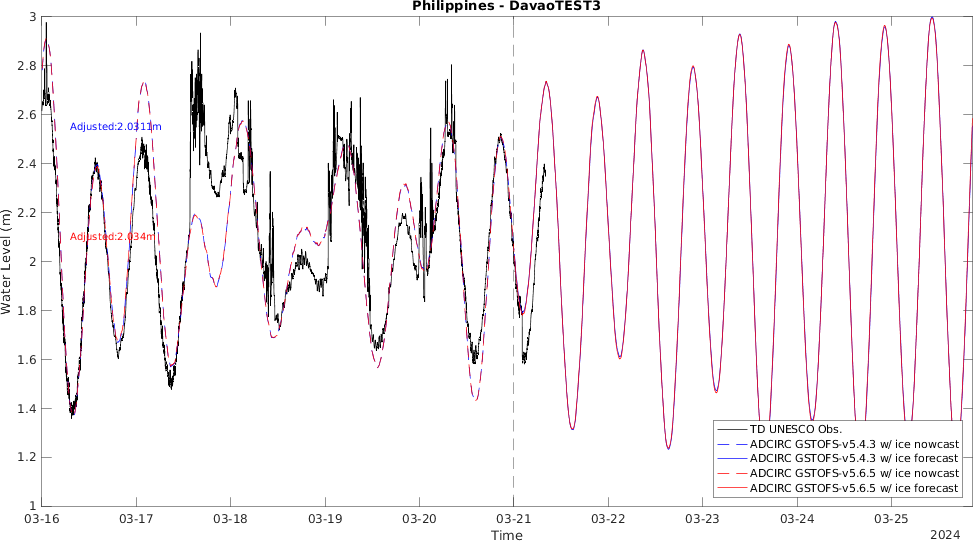 Philippines - DavaoTEST3
3
2.8
2.6
2.4
2.2
2
1.8
1.6
1.4
1.2
1
Water Level (m)
Adjusted:2.0311m
Adjusted:2.034m
TD UNESCO Obs.
ADCIRC GSTOFS-v5.4.3 w/ ice nowcast
ADCIRC GSTOFS-v5.4.3 w/ ice forecast
ADCIRC GSTOFS-v5.6.5 w/ ice nowcast
ADCIRC GSTOFS-v5.6.5 w/ ice forecast
03-16 03-17 03-18 03-19 03-20 03-21 03-22 03-23 03-24 03-25
Time
2024